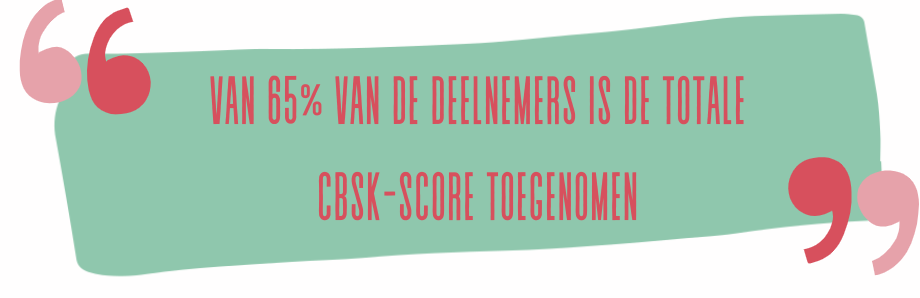 VAN 65% VAN DE DEELNEMERS IS DE TOTALE
CBSK-SCORE TOEGENOMEN